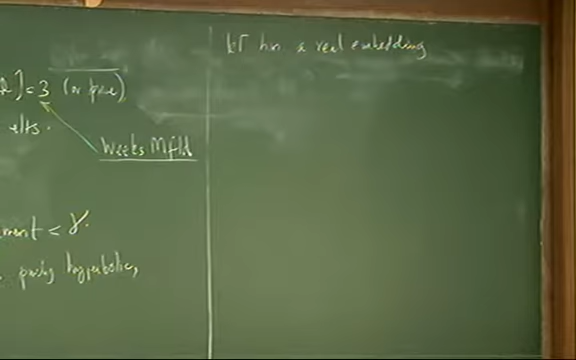 ] = 3 (or prime)
elts.
Weeks Mfld
ment < γ.
purely hyperbolic,
kΓ has a real embedding